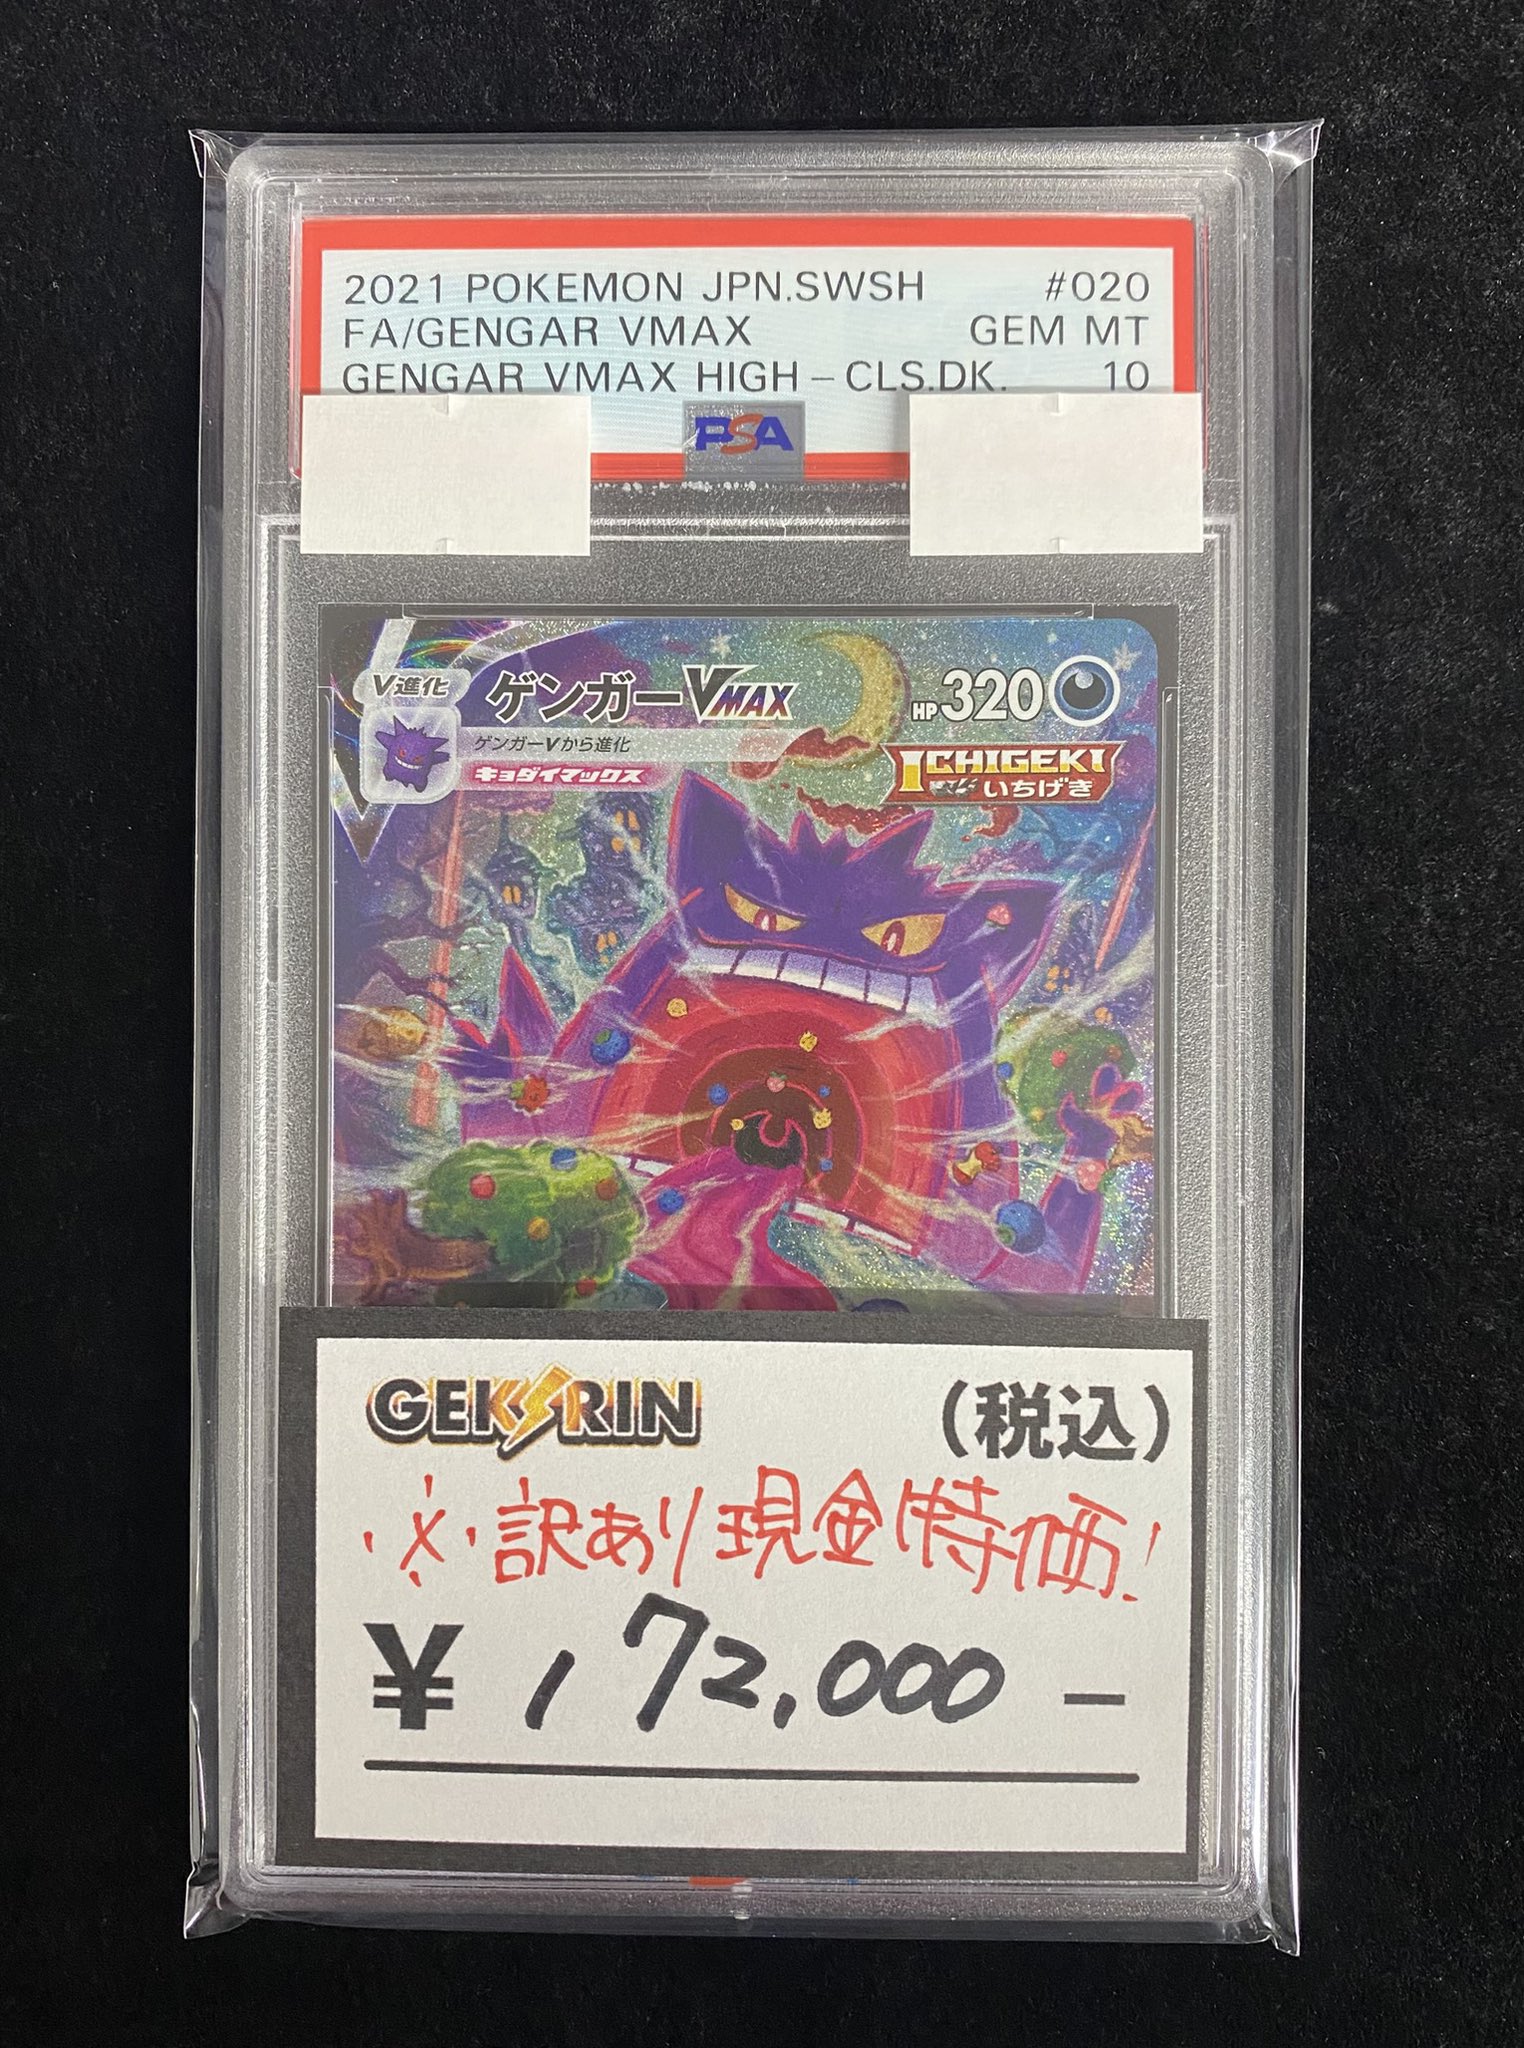 2021 POKEMON JPN.SWSH #020
FA/GENGAR VMAX GEM MT
GENGAR VMAX HIGH-CLS.DK. 10
PSA
V進化 ゲンガーVMAX HP320
ゲンガーVから進化
キョダイマックス
ICHIGEKI
いちげき
GEKIRIN (税込)
※訳あり現金特価!
¥172,000-